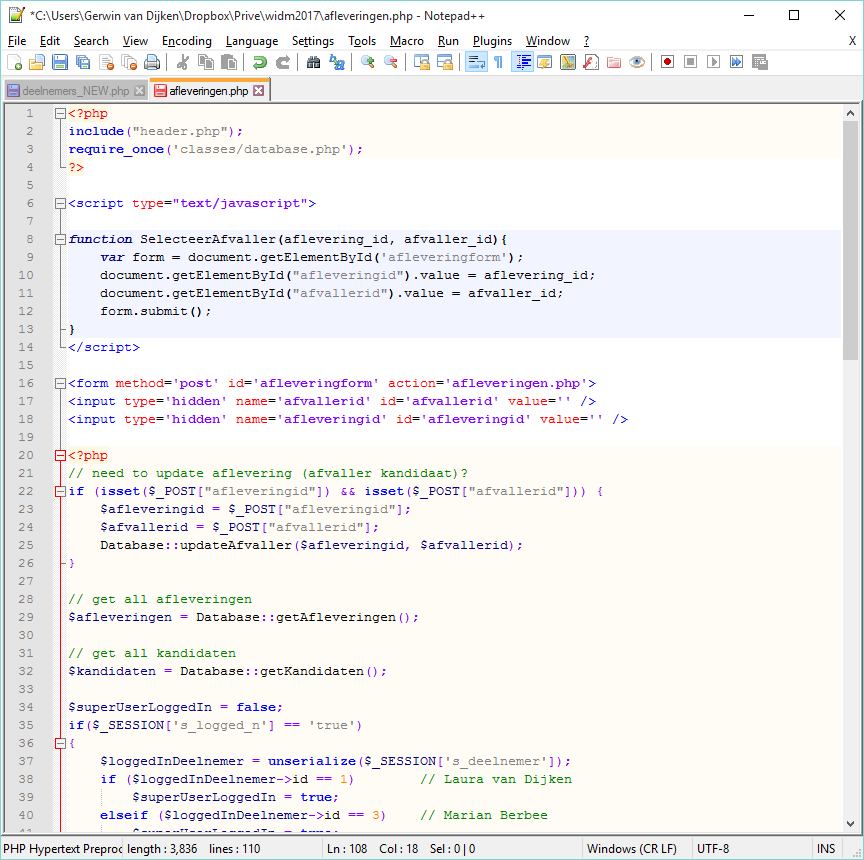 *C:\Users\Gerwin van Dijken\Dropbox\Prive\widm2017\afleveringen.php - Notepad++
File Edit Search View Encoding Language Settings Tools Macro Run Plugins Window ? X
deelnemers_NEW.php afleveringen.php
1 <?php
2 include("header.php");
3 require_once('classes/database.php');
4 ?>
5
6 <script type="text/javascript">
7
8 function SelecteerAfvaller(aflevering_id, afvaller_id){
9 var form = document.getElementById('afleveringform');
10 document.getElementById("afleveringid").value = aflevering_id;
11 document.getElementById("afvallerid").value = afvaller_id;
12 form.submit();
13 }
14 </script>
15
16 <form method='post' id='afleveringform' action='afleveringen.php'>
17 <input type='hidden' name='afvallerid' id='afvallerid' value='' />
18 <input type='hidden' name='afleveringid' id='afleveringid' value='' />
19
20 <?php
21 // need to update aflevering (afvaller kandidaat)?
22 if (isset($_POST["afleveringid"]) && isset($_POST["afvallerid"])) {
23 $afleveringid = $_POST["afleveringid"];
24 $afvallerid = $_POST["afvallerid"];
25 Database::updateAfvaller($afleveringid, $afvallerid);
26 }
27
28 // get all afleveringen
29 $afleveringen = Database::getAfleveringen();
30
31 // get all kandidaten
32 $kandidaten = Database::getKandidaten();
33
34 $superUserLoggedIn = false;
35 if($_SESSION['s_logged_n'] == 'true')
36 {
37 $loggedInDeelnemer = unserialize($_SESSION['s_deelnemer']);
38 if ($loggedInDeelnemer->id == 1) // Laura van Dijken
39 $superUserLoggedIn = true;
40 elseif ($loggedInDeelnemer->id == 3) // Marian Berbee
41 $superUserLoggedIn = true;
PHP Hypertext Preproc length : 3,836 lines : 110 Ln : 108 Col : 18 Sel : 0 | 0 Windows (CR LF) UTF-8 INS